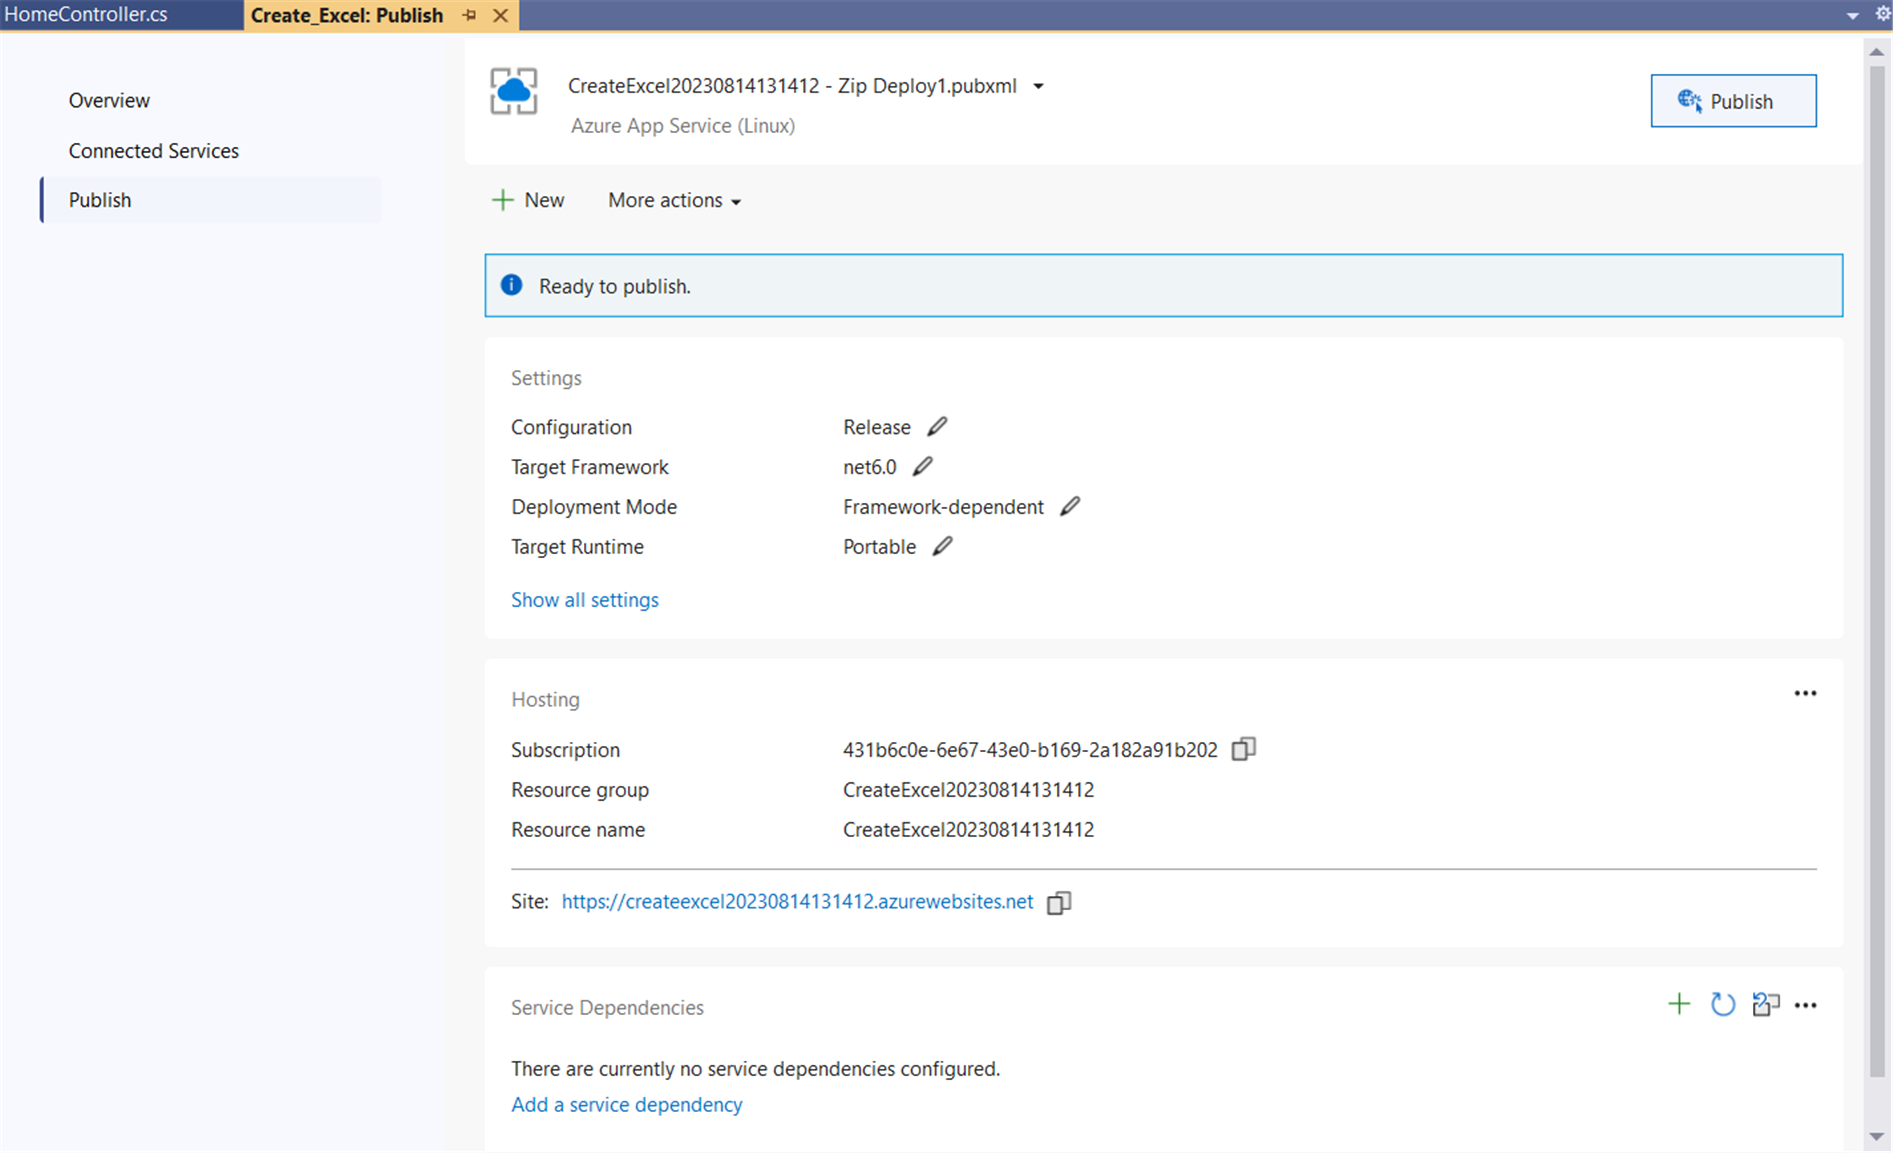 HomeController.cs
Create_Excel: Publish
Overview
Connected Services
Publish
CreateExcel20230814131412 - Zip Deploy1.pubxml
Azure App Service (Linux)
Publish
New
More actions
Ready to publish.
Settings
Configuration Release
Target Framework net6.0
Deployment Mode Framework-dependent
Target Runtime Portable
Show all settings
Hosting
Subscription 431b6c0e-6e67-43e0-b169-2a182a91b202
Resource group CreateExcel20230814131412
Resource name CreateExcel20230814131412
Site: https://createexcel20230814131412.azurewebsites.net
Service Dependencies
There are currently no service dependencies configured.
Add a service dependency